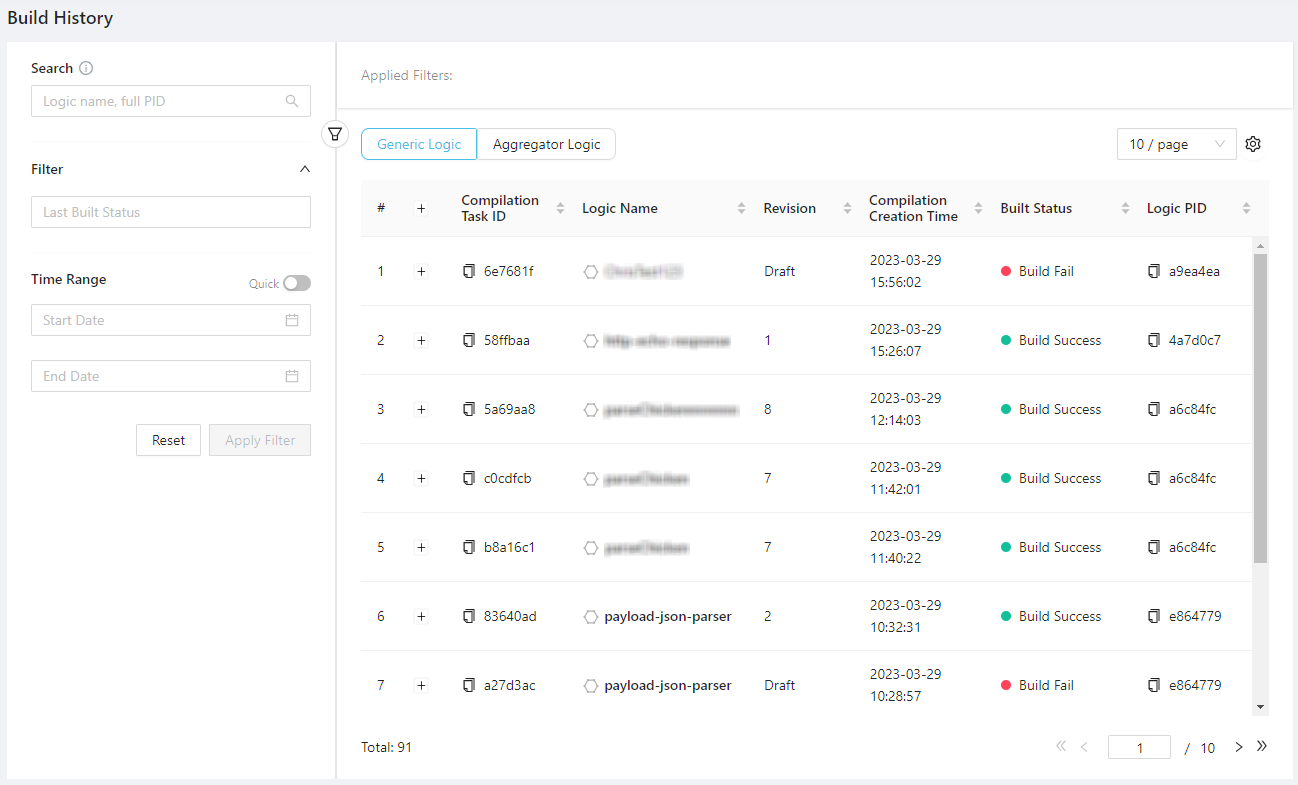 Build History
Search
Logic name, full PID
Filter
Last Built Status
Time Range
Quick
Start Date
End Date
Reset
Apply Filter
Applied Filters:
Generic Logic
Aggregator Logic
10 / page
# + Compilation Task ID Logic Name Revision Compilation Creation Time Built Status Logic PID
1 + 6e7681f Draft 2023-03-29 15:56:02 Build Fail a9ea4ea
2 + 58ffbaa 1 2023-03-29 15:26:07 Build Success 4a7d0c7
3 + 5a69aa8 8 2023-03-29 12:14:03 Build Success a6c84fc
4 + c0cdfcb 7 2023-03-29 11:42:01 Build Success a6c84fc
5 + b8a16c1 7 2023-03-29 11:40:22 Build Success a6c84fc
6 + 83640ad payload-json-parser 2 2023-03-29 10:32:31 Build Success e864779
7 + a27d3ac payload-json-parser Draft 2023-03-29 10:28:57 Build Fail e864779
Total: 91
1 / 10